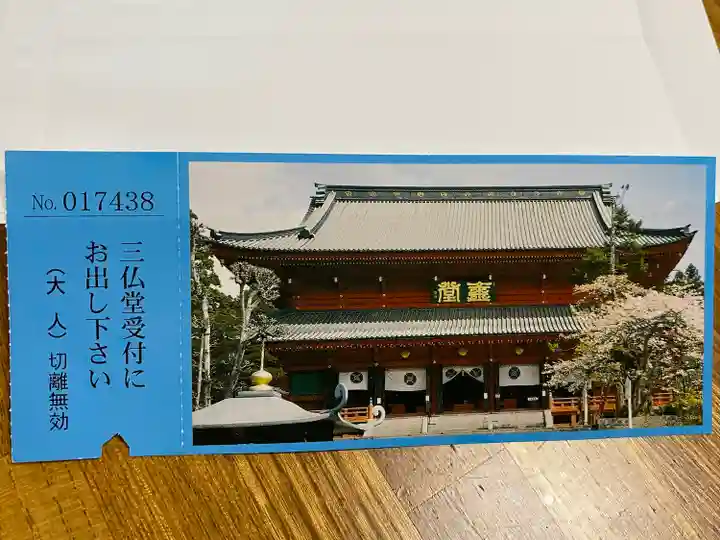 No. 017438
三仏堂受付に
お出し下さい
（大人）切離無効